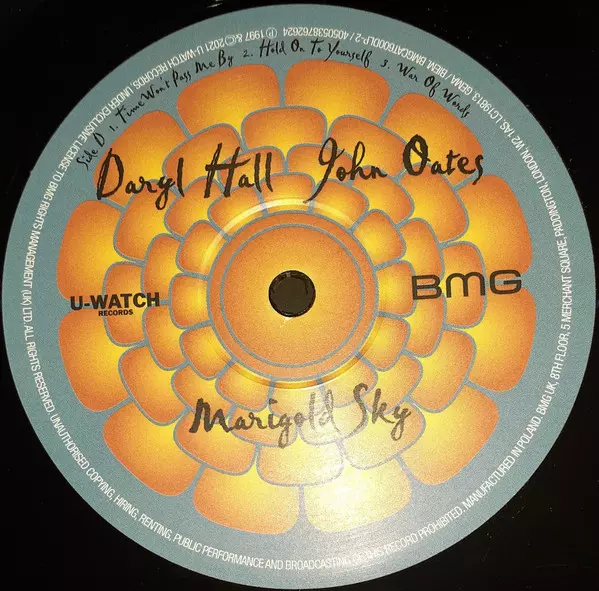 Side D 1. Time Won't Pass Me By 2. Hold On To Yourself 3. War Of Words
Daryl Hall John Oates
U-WATCH
RECORDS
BMG
Marigold Sky
℗ 1997 & © 2021 U-WATCH RECORDS, UNDER EXCLUSIVE LICENSE TO BMG RIGHTS MANAGEMENT (UK) LTD. ALL RIGHTS RESERVED. UNAUTHORISED COPYING, HIRING, RENTING, PUBLIC PERFORMANCE AND BROADCASTING OF THIS RECORD PROHIBITED. MANUFACTURED IN POLAND. BMG UK, 8TH FLOOR, 5 MERCHANT SQUARE, PADDINGTON, LONDON, W2 1AS. LC19813 GEMA / BIEM. BMGCAT600DLP-2 / 4050538762624